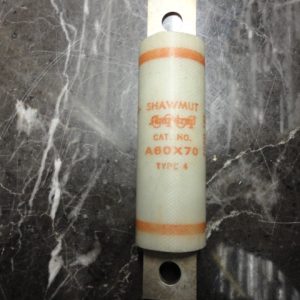 SHAWMUT
CAT. NO.
A60X70
TYPE 4